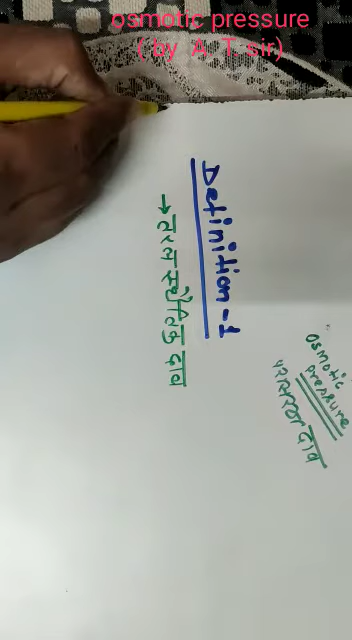 osmotic pressure
( by A. T sir)
Osmotic
pressure
परासरण दाब
Definition-1
→ तरल स्थैतिक दाब